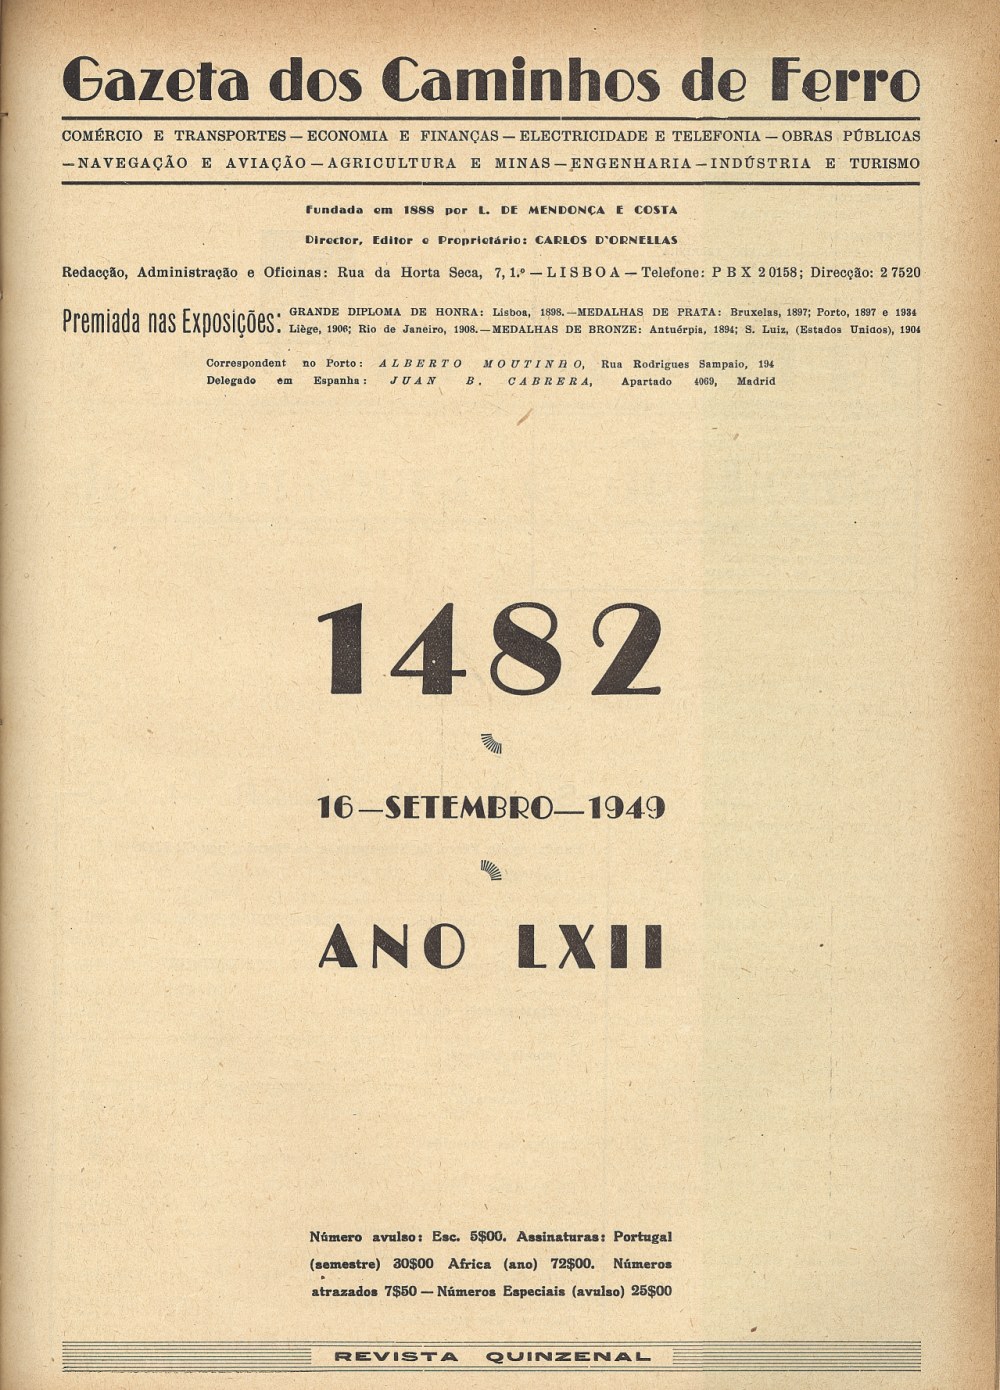 Gazeta dos Caminhos de Ferro
COMÉRCIO E TRANSPORTES — ECONOMIA E FINANÇAS — ELECTRICIDADE E TELEFONIA — OBRAS PÚBLICAS
— NAVEGAÇÃO E AVIAÇÃO — AGRICULTURA E MINAS — ENGENHARIA — INDÚSTRIA E TURISMO
Fundada em 1888 por L. DE MENDONÇA E COSTA
Director, Editor e Proprietário: CARLOS D'ORNELLAS
Redacção, Administração e Oficinas: Rua da Horta Seca, 7, 1.º — LISBOA — Telefone: PBX 20158; Direcção: 27520
Premiada nas Exposições:
GRANDE DIPLOMA DE HONRA: Lisboa, 1898. — MEDALHAS DE PRATA: Bruxelas, 1897; Porto, 1897 e 1934
Liège, 1906; Rio de Janeiro, 1908. — MEDALHAS DE BRONZE: Antuérpia, 1894; S. Luiz, (Estados Unidos), 1904
Correspondent no Porto: ALBERTO MOUTINHO, Rua Rodrigues Sampaio, 194
Delegado em Espanha: JUAN B. CABRERA, Apartado 4069, Madrid
1482
16 — SETEMBRO — 1949
ANO LXII
Número avulso: Esc. 5$00. Assinaturas: Portugal
(semestre) 30$00 Africa (ano) 72$00. Números
atrazados 7$50 — Números Especiais (avulso) 25$00
REVISTA QUINZENAL